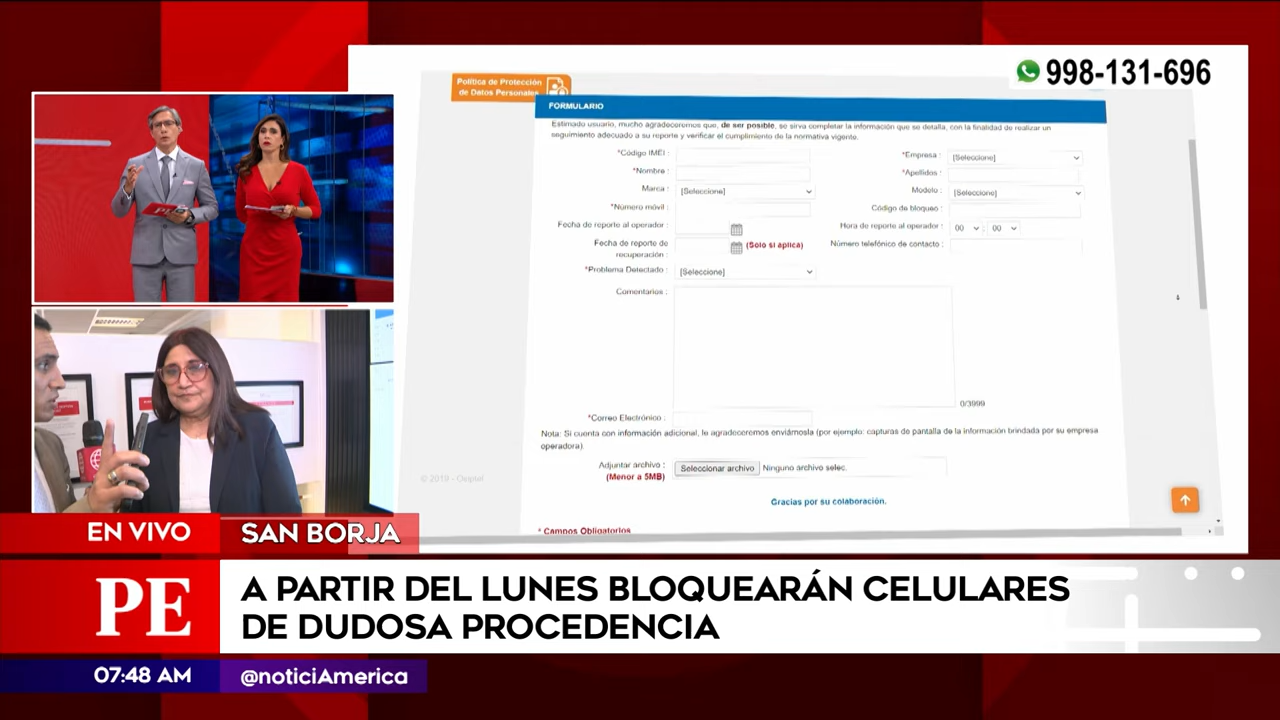 998-131-696
Política de Protección
de Datos Personales
FORMULARIO
Estimado usuario, mucho agradeceremos que, de ser posible, se sirva completar la información que se detalla, con la finalidad de realizar un
seguimiento adecuado a su reporte y verificar el cumplimiento de la normativa vigente.
*Código IMEI :
*Empresa : [Seleccione]
*Nombre :
*Apellidos :
Marca : [Seleccione]
Modelo : [Seleccione]
*Número móvil :
Código de bloqueo :
Fecha de reporte al operador :
Hora de reporte al operador : 00 : 00
Fecha de reporte de
recuperación : (Solo si aplica)
Número telefónico de contacto :
*Problema Detectado : [Seleccione]
Comentarios :
0/3999
*Correo Electrónico :
Nota: Si cuenta con información adicional, le agradeceremos enviárnosla (por ejemplo: capturas de pantalla de la información brindada por su empresa
operadora).
Adjuntar archivo : Seleccionar archivo Ninguno archivo selec.
(Menor a 5MB)
© 2019 - Osiptel
Gracias por su colaboración.
* Campos Obligatorios
EN VIVO
SAN BORJA
PE
A PARTIR DEL LUNES BLOQUEARÁN CELULARES
DE DUDOSA PROCEDENCIA
07:48 AM
@noticiAmerica